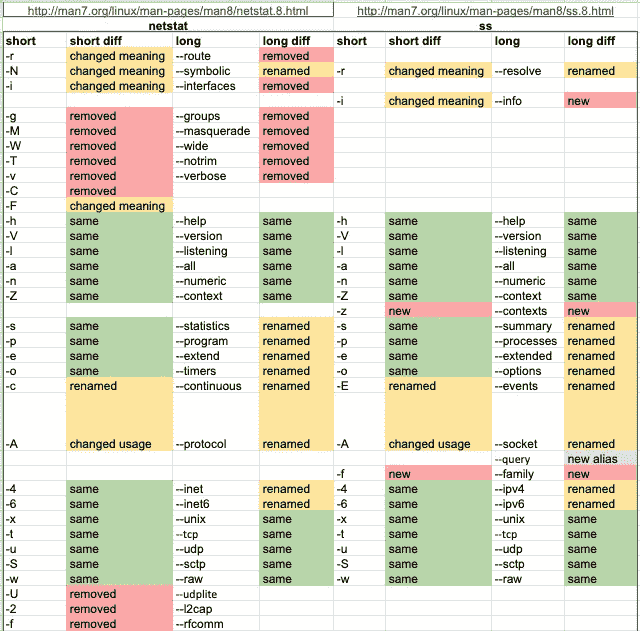 http://man7.org/linux/man-pages/man8/netstat.8.html http://man7.org/linux/man-pages/man8/ss.8.html
netstat ss
short short diff long long diff short short diff long long diff
-r changed meaning --route removed
-N changed meaning --symbolic renamed -r changed meaning --resolve renamed
-i changed meaning --interfaces removed
-i changed meaning --info new
-g removed --groups removed
-M removed --masquerade removed
-W removed --wide removed
-T removed --notrim removed
-v removed --verbose removed
-C removed
-F changed meaning
-h same --help same -h same --help same
-V same --version same -V same --version same
-l same --listening same -l same --listening same
-a same --all same -a same --all same
-n same --numeric same -n same --numeric same
-Z same --context same -Z same --context same
-z new --contexts new
-s same --statistics renamed -s same --summary renamed
-p same --program renamed -p same --processes renamed
-e same --extend renamed -e same --extended renamed
-o same --timers renamed -o same --options renamed
-c renamed --continuous renamed -E renamed --events renamed
-A changed usage --protocol renamed -A changed usage --socket renamed
--query new alias
-f new --family new
-4 same --inet renamed -4 same --ipv4 renamed
-6 same --inet6 renamed -6 same --ipv6 renamed
-x same --unix same -x same --unix same
-t same --tcp same -t same --tcp same
-u same --udp same -u same --udp same
-S same --sctp same -S same --sctp same
-w same --raw same -w same --raw same
-U removed --udplite
-2 removed --l2cap
-f removed --rfcomm